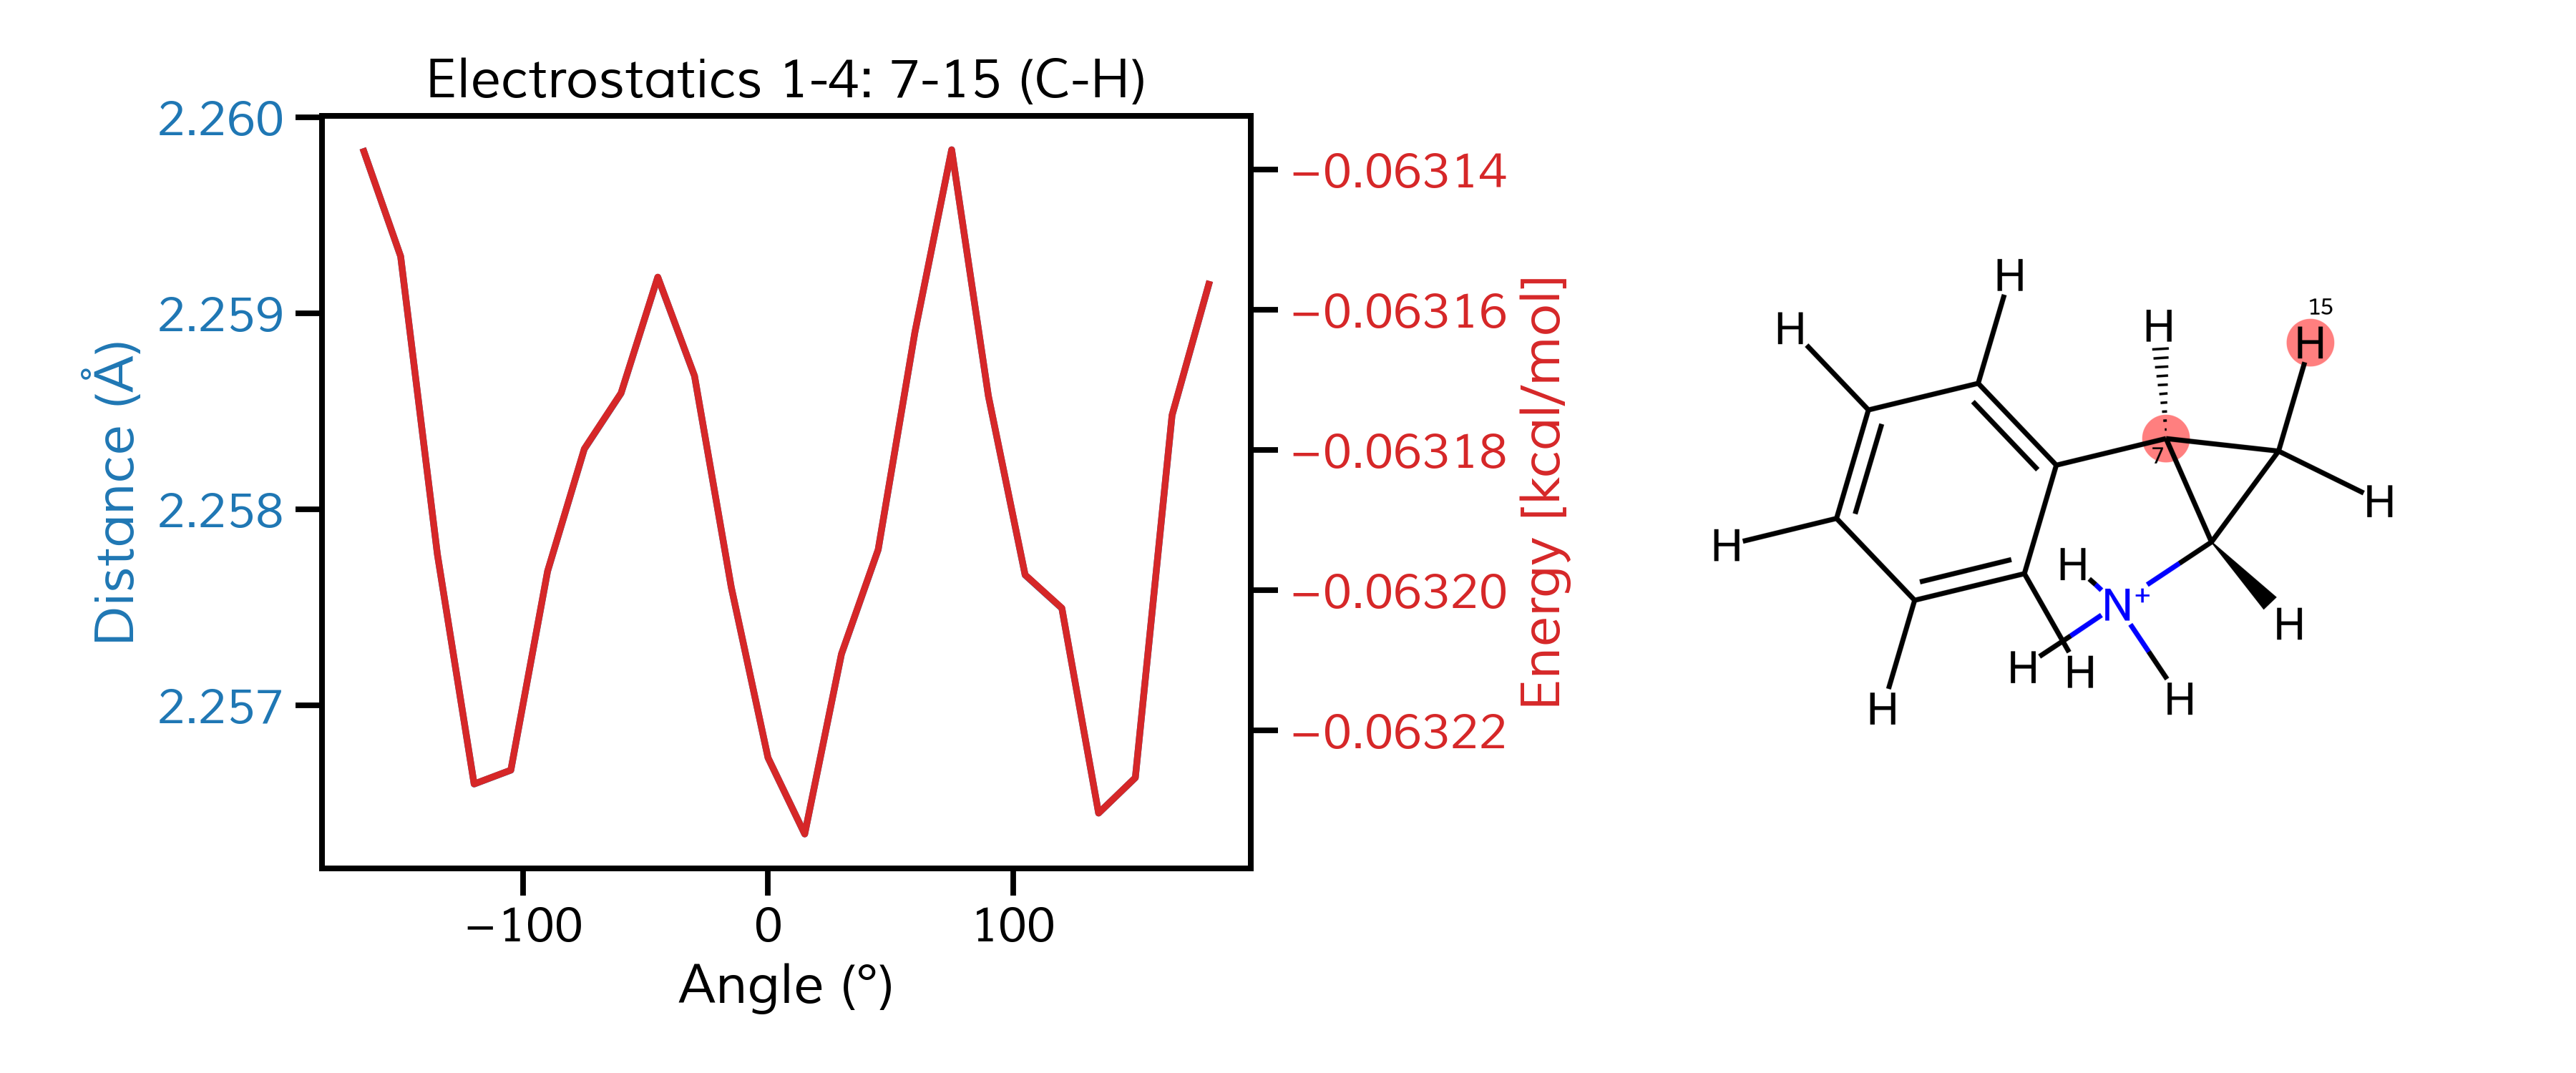 Electrostatics 1-4: 7-15 (C-H)
2.260
2.259
2.258
2.257
Distance (Å)
−0.06314
−0.06316
−0.06318
−0.06320
−0.06322
Energy [kcal/mol]
−100
0
100
Angle (°)
H
H
H
15
H
7
H
H
H
N+
H
H
H
H
H